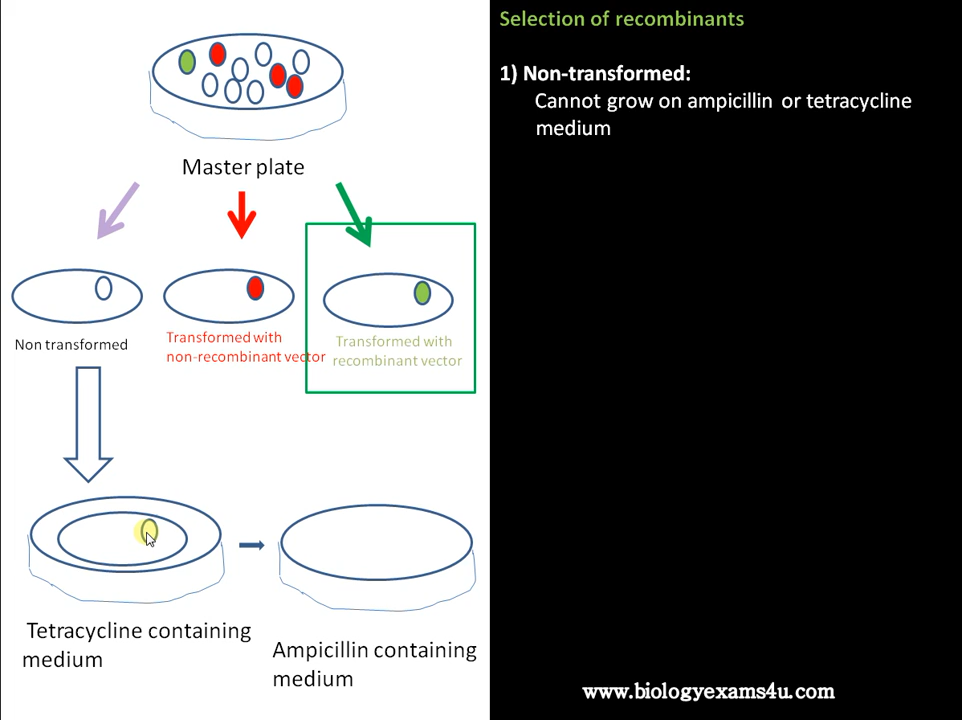 Selection of recombinants
1) Non-transformed:
Cannot grow on ampicillin or tetracycline
medium
Master plate
Non transformed
Transformed with
non-recombinant vector
Transformed with
recombinant vector
Tetracycline containing
medium
Ampicillin containing
medium
www.biologyexams4u.com